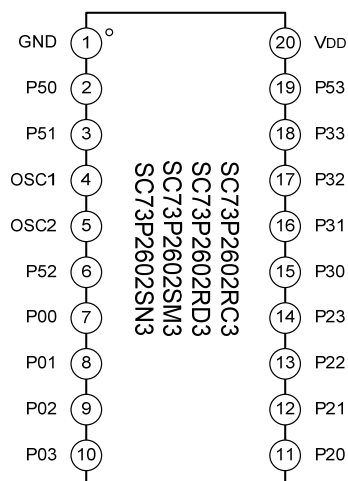 GND 1 20 VDD
P50 2 19 P53
P51 3 18 P33
OSC1 4 17 P32
OSC2 5 16 P31
P52 6 15 P30
P00 7 14 P23
P01 8 13 P22
P02 9 12 P21
P03 10 11 P20
SC73P2602RC3
SC73P2602RD3
SC73P2602SM3
SC73P2602SN3